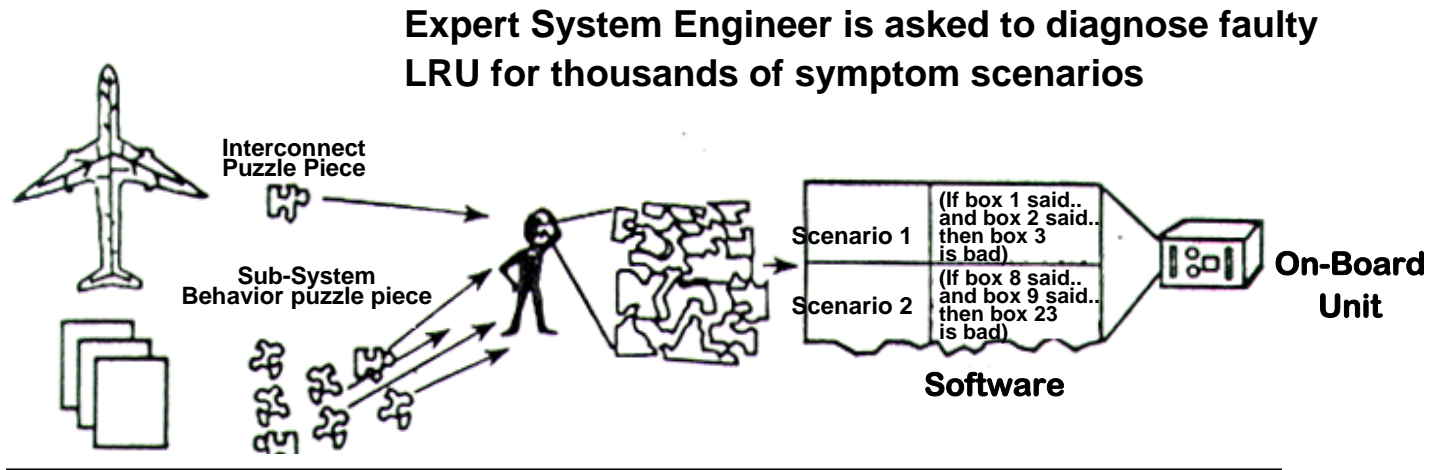 Expert System Engineer is asked to diagnose faulty
LRU for thousands of symptom scenarios
Interconnect
Puzzle Piece
Sub-System
Behavior puzzle piece
Scenario 1
(If box 1 said..
and box 2 said..
then box 3
is bad)
Scenario 2
(If box 8 said..
and box 9 said..
then box 23
is bad)
Software
On-Board
Unit